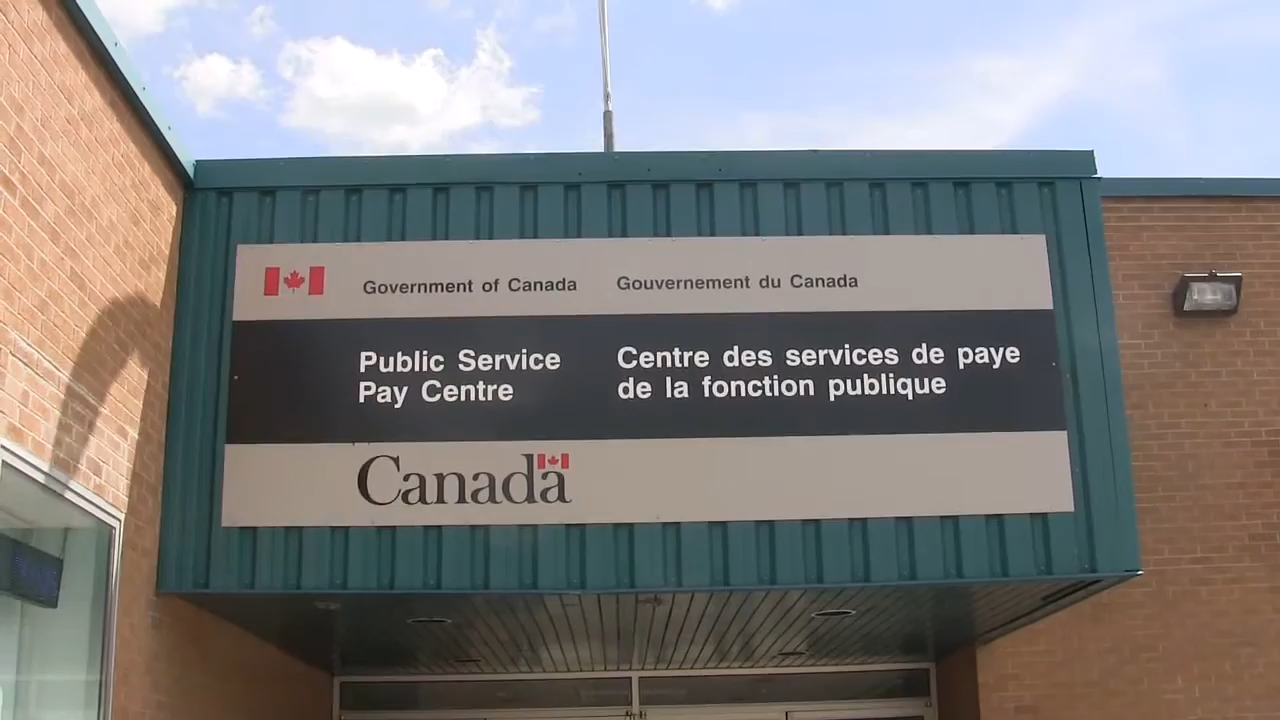 Government of Canada
Gouvernement du Canada
Public Service
Pay Centre
Centre des services de paye
de la fonction publique
Canada